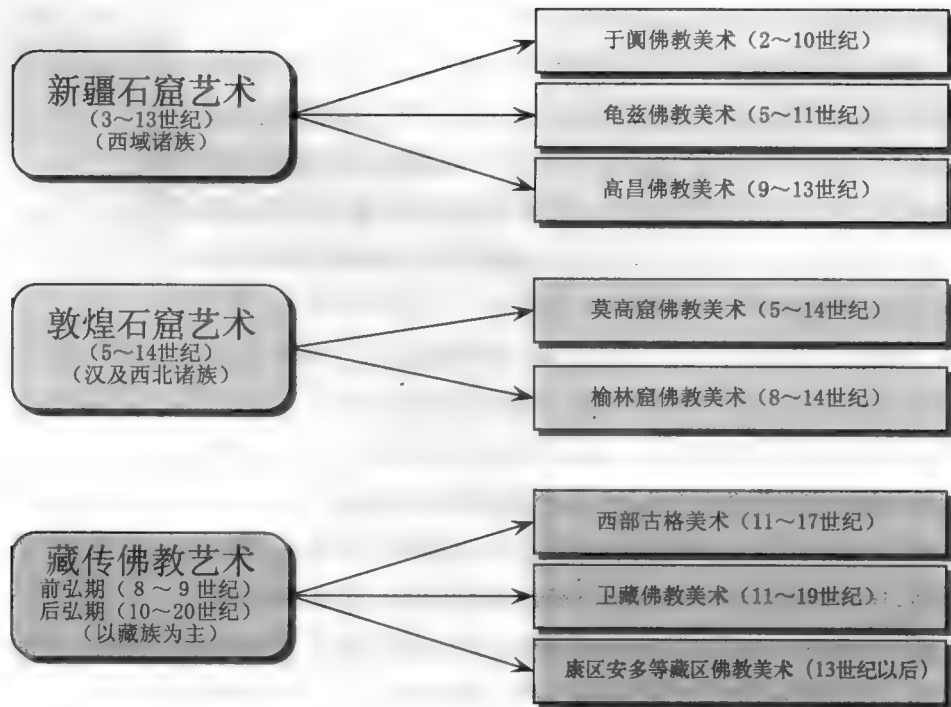 新疆石窟艺术
（3～13世纪）
（西域诸族）
于阗佛教美术（2～10世纪）
龟兹佛教美术（5～11世纪）
高昌佛教美术（9～13世纪）
敦煌石窟艺术
（5～14世纪）
（汉及西北诸族）
莫高窟佛教美术（5～14世纪）
榆林窟佛教美术（8～14世纪）
藏传佛教艺术
前弘期（8～9世纪）
后弘期（10～20世纪）
（以藏族为主）
西部古格美术（11～17世纪）
卫藏佛教美术（11～19世纪）
康区安多等藏区佛教美术（13世纪以后）